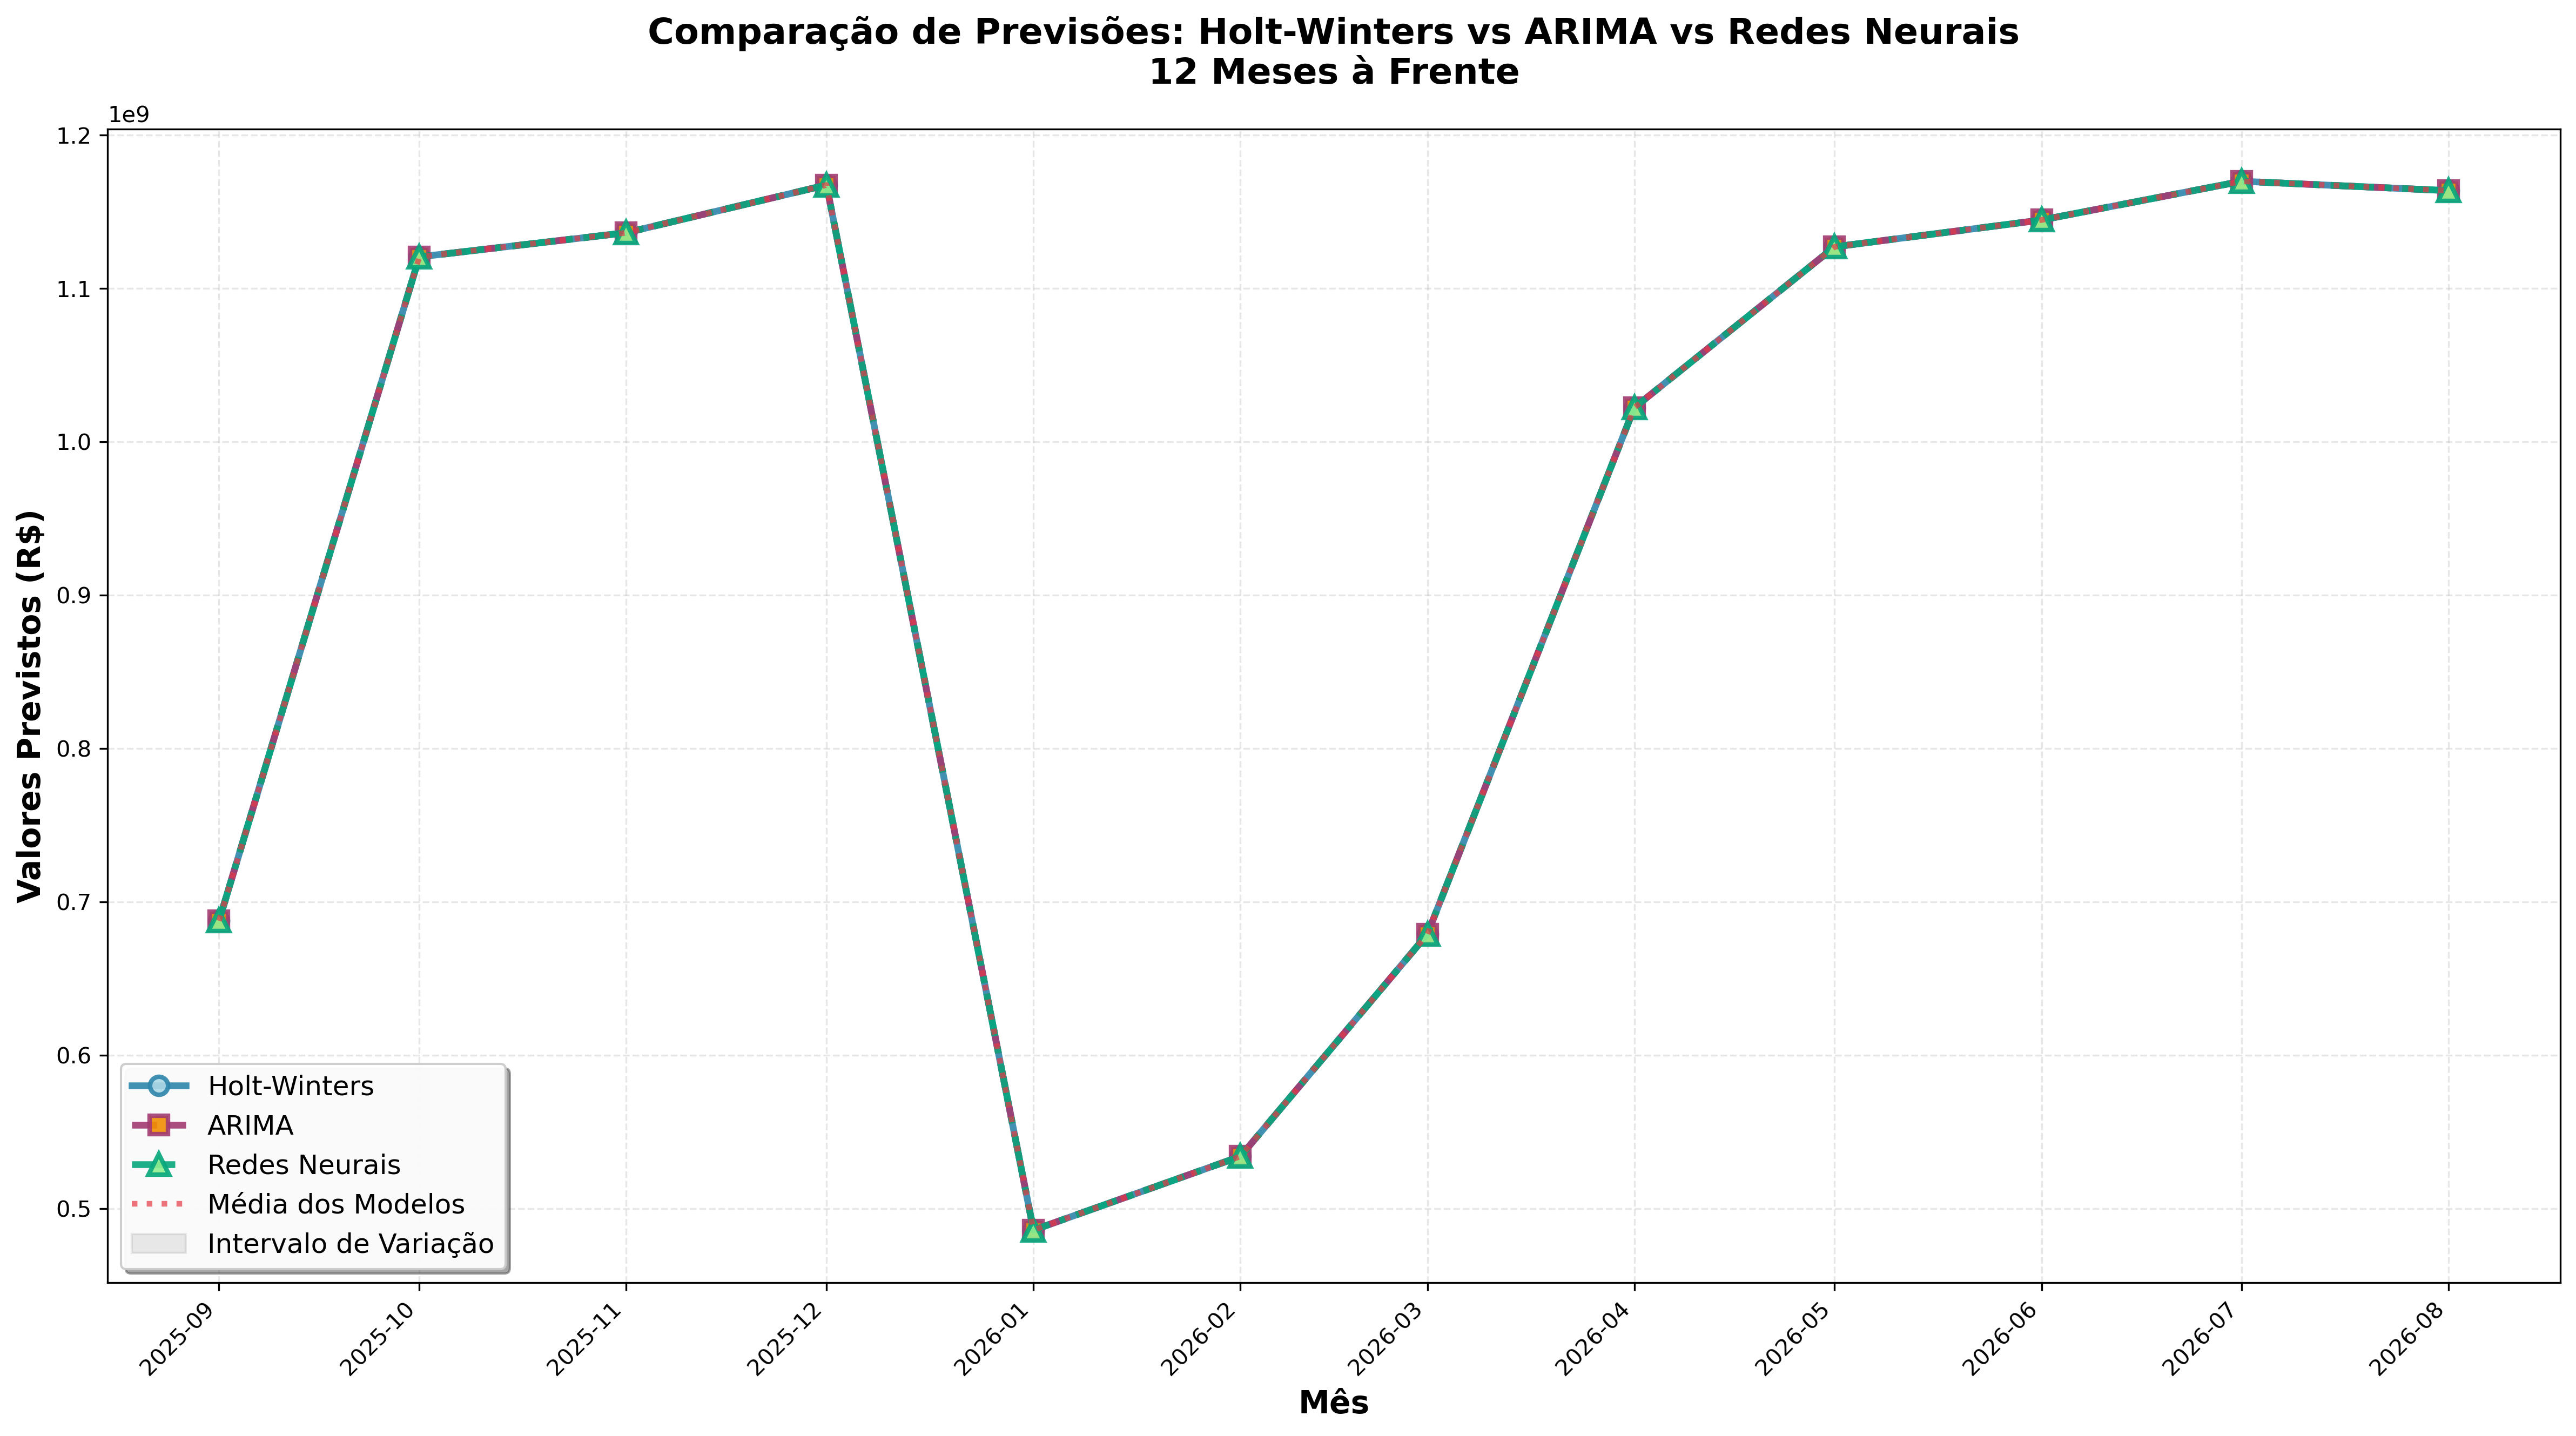 Comparação de Previsões: Holt-Winters vs ARIMA vs Redes Neurais
12 Meses à Frente
1e9
1.2
1.1
1.0
0.9
0.8
0.7
0.6
0.5
Valores Previstos (R$)
Holt-Winters
ARIMA
Redes Neurais
Média dos Modelos
Intervalo de Variação
2025-09
2025-10
2025-11
2025-12
2026-01
2026-02
2026-03
2026-04
2026-05
2026-06
2026-07
2026-08
Mês